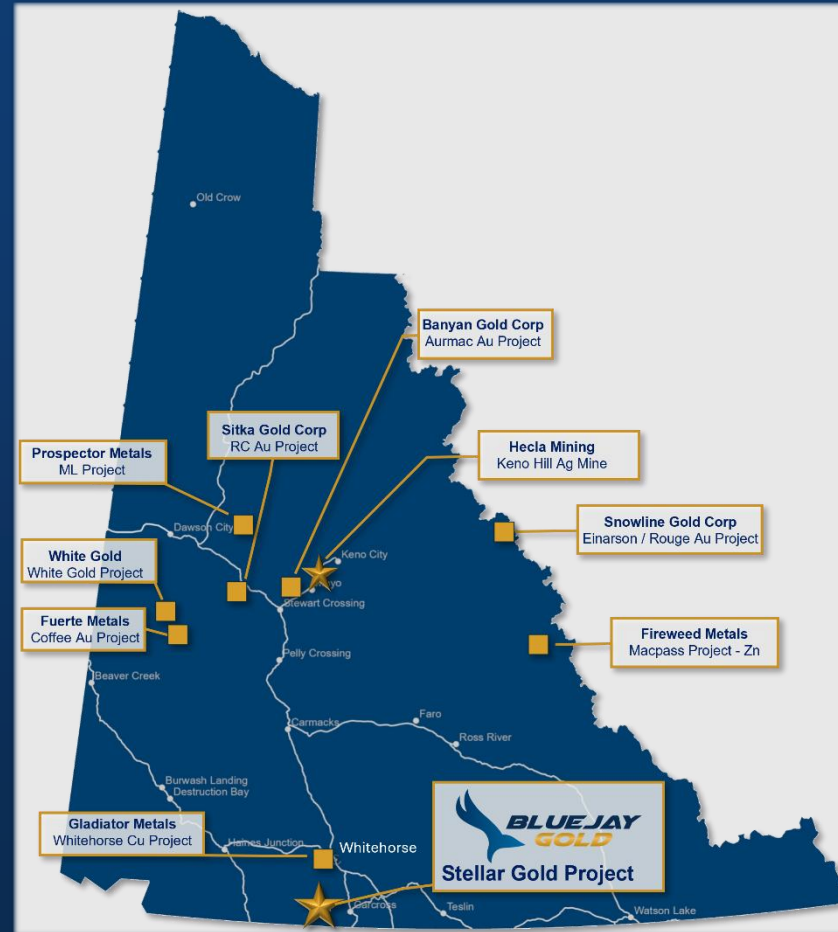 Old Crow
Banyan Gold Corp
Aurmac Au Project
Sitka Gold Corp
RC Au Project
Prospector Metals
ML Project
Hecla Mining
Keno Hill Ag Mine
Snowline Gold Corp
Einarson / Rouge Au Project
Dawson City
White Gold
White Gold Project
Keno City
Stewart Crossing
Fuerte Metals
Coffee Au Project
Fireweed Metals
Macpass Project - Zn
Pelly Crossing
Beaver Creek
Faro
Carmacks
Ross River
Burwash Landing
Destruction Bay
Gladiator Metals
Whitehorse Cu Project
Haines Junction
Whitehorse
BLUEJAY
GOLD
Stellar Gold Project
Carcross
Teslin
Watson Lake